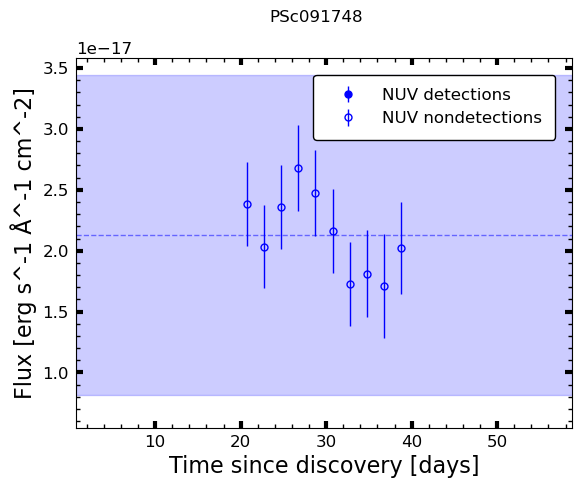 PSc091748
1e−17
3.5
3.0
2.5
2.0
1.5
1.0
Flux [erg s^-1 Å^-1 cm^-2]
NUV detections
NUV nondetections
10 20 30 40 50
Time since discovery [days]